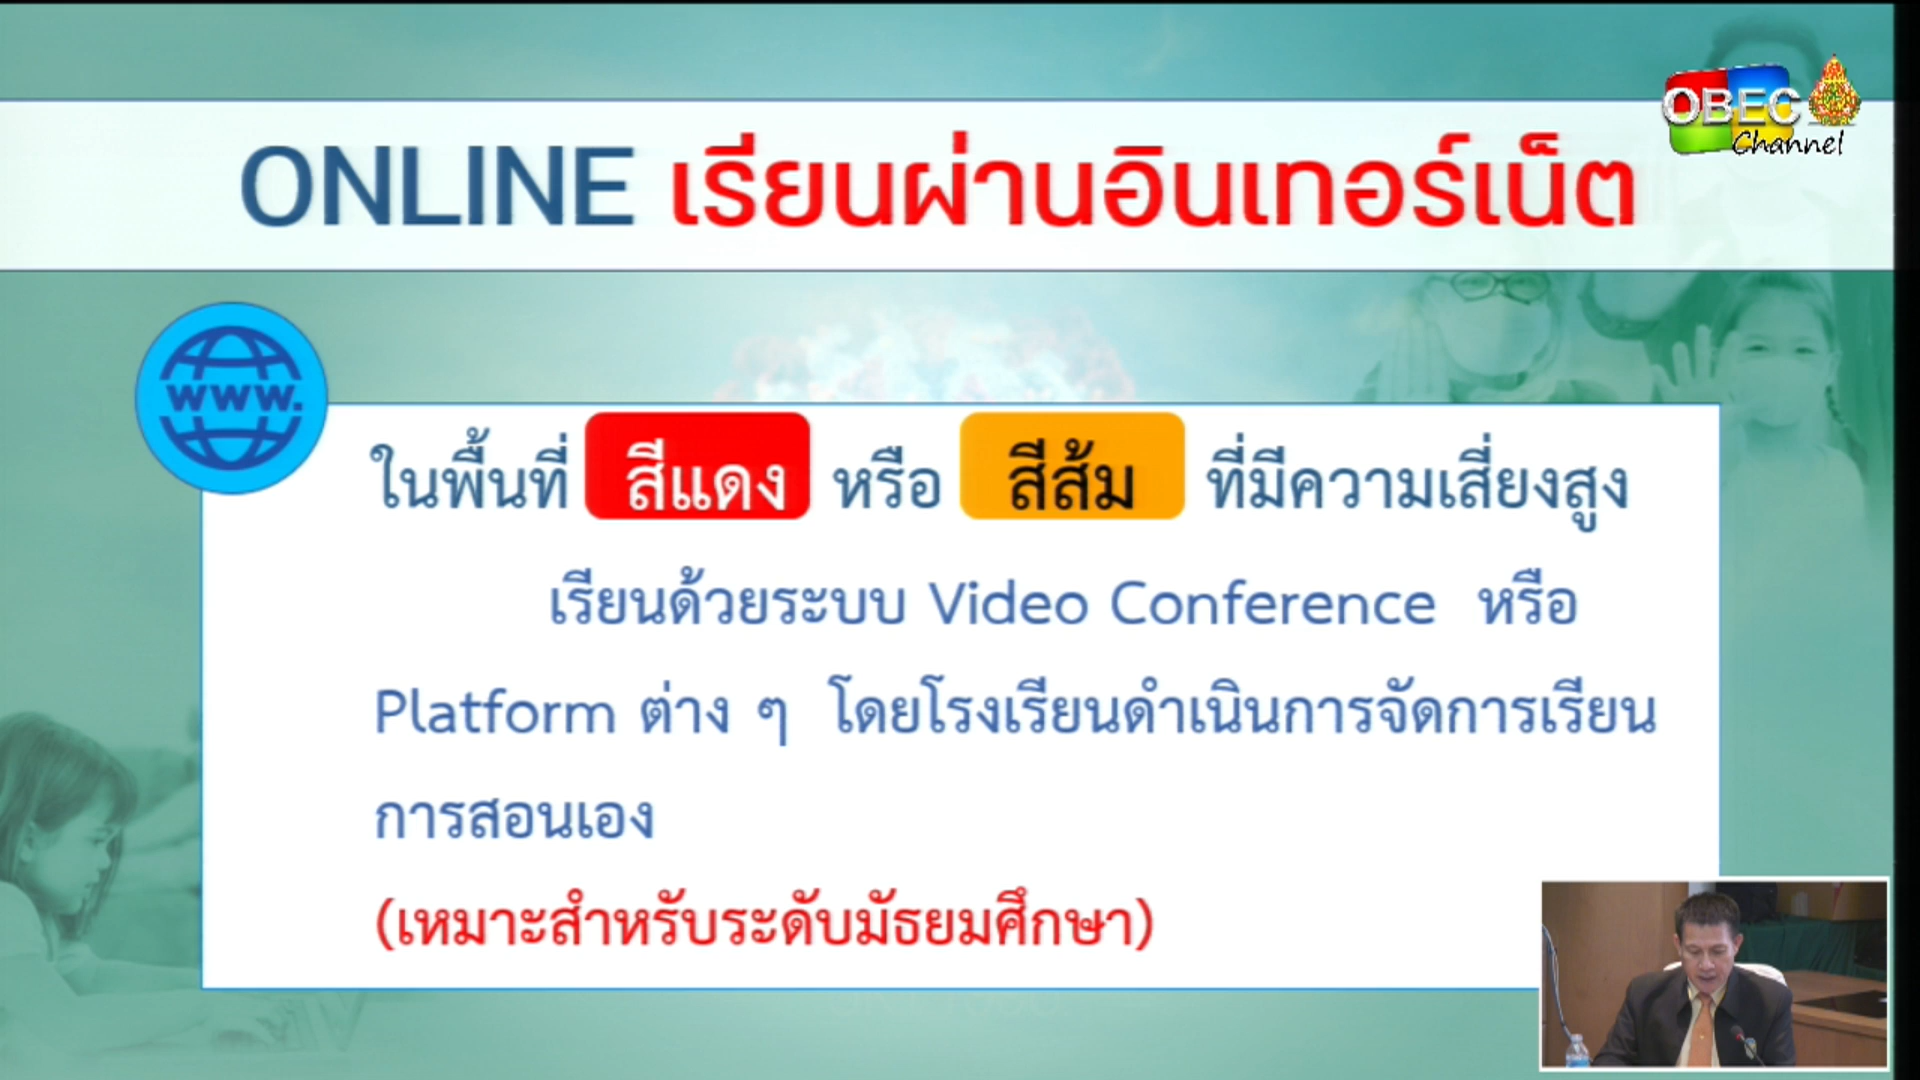 OBEC
Channel
ONLINE เรียนผ่านอินเทอร์เน็ต
www.
ในพื้นที่ สีแดง หรือ สีส้ม ที่มีความเสี่ยงสูง
เรียนด้วยระบบ Video Conference หรือ
Platform ต่าง ๆ โดยโรงเรียนดำเนินการจัดการเรียน
การสอนเอง
(เหมาะสำหรับระดับมัธยมศึกษา)